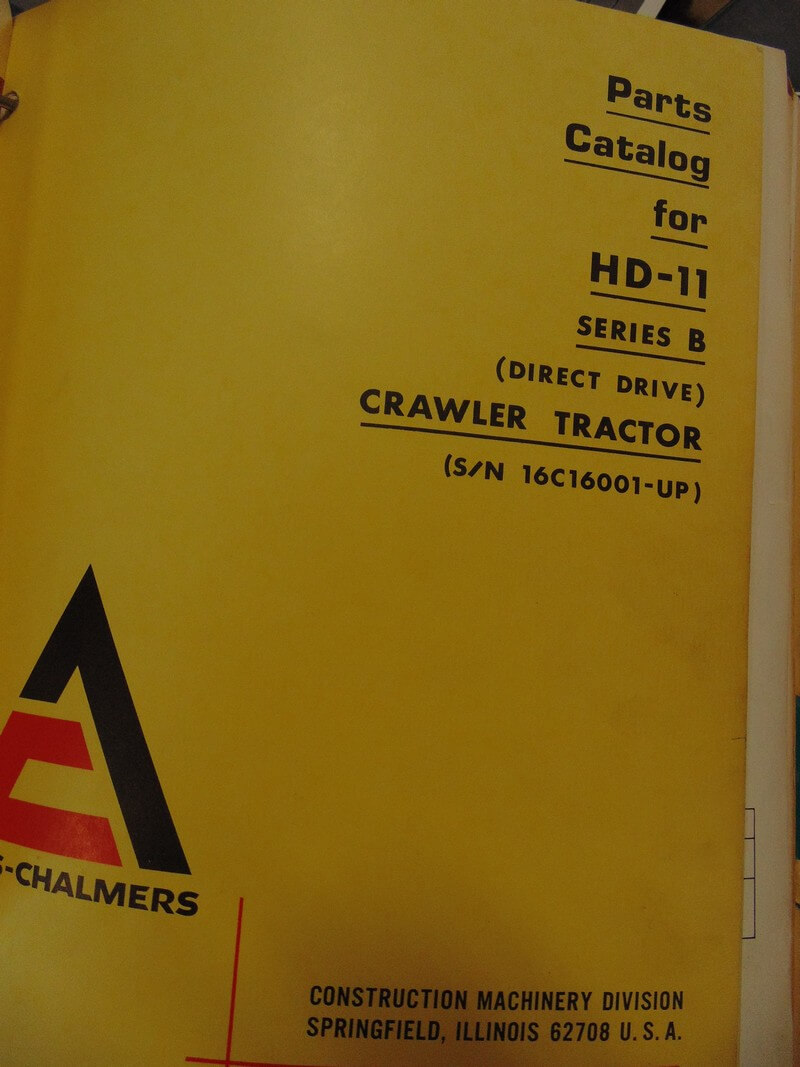 Parts
Catalog
for
HD-11
SERIES B
(DIRECT DRIVE)
CRAWLER TRACTOR
(S/N 16C16001-UP)
S-CHALMERS
CONSTRUCTION MACHINERY DIVISION
SPRINGFIELD, ILLINOIS 62708 U.S.A.